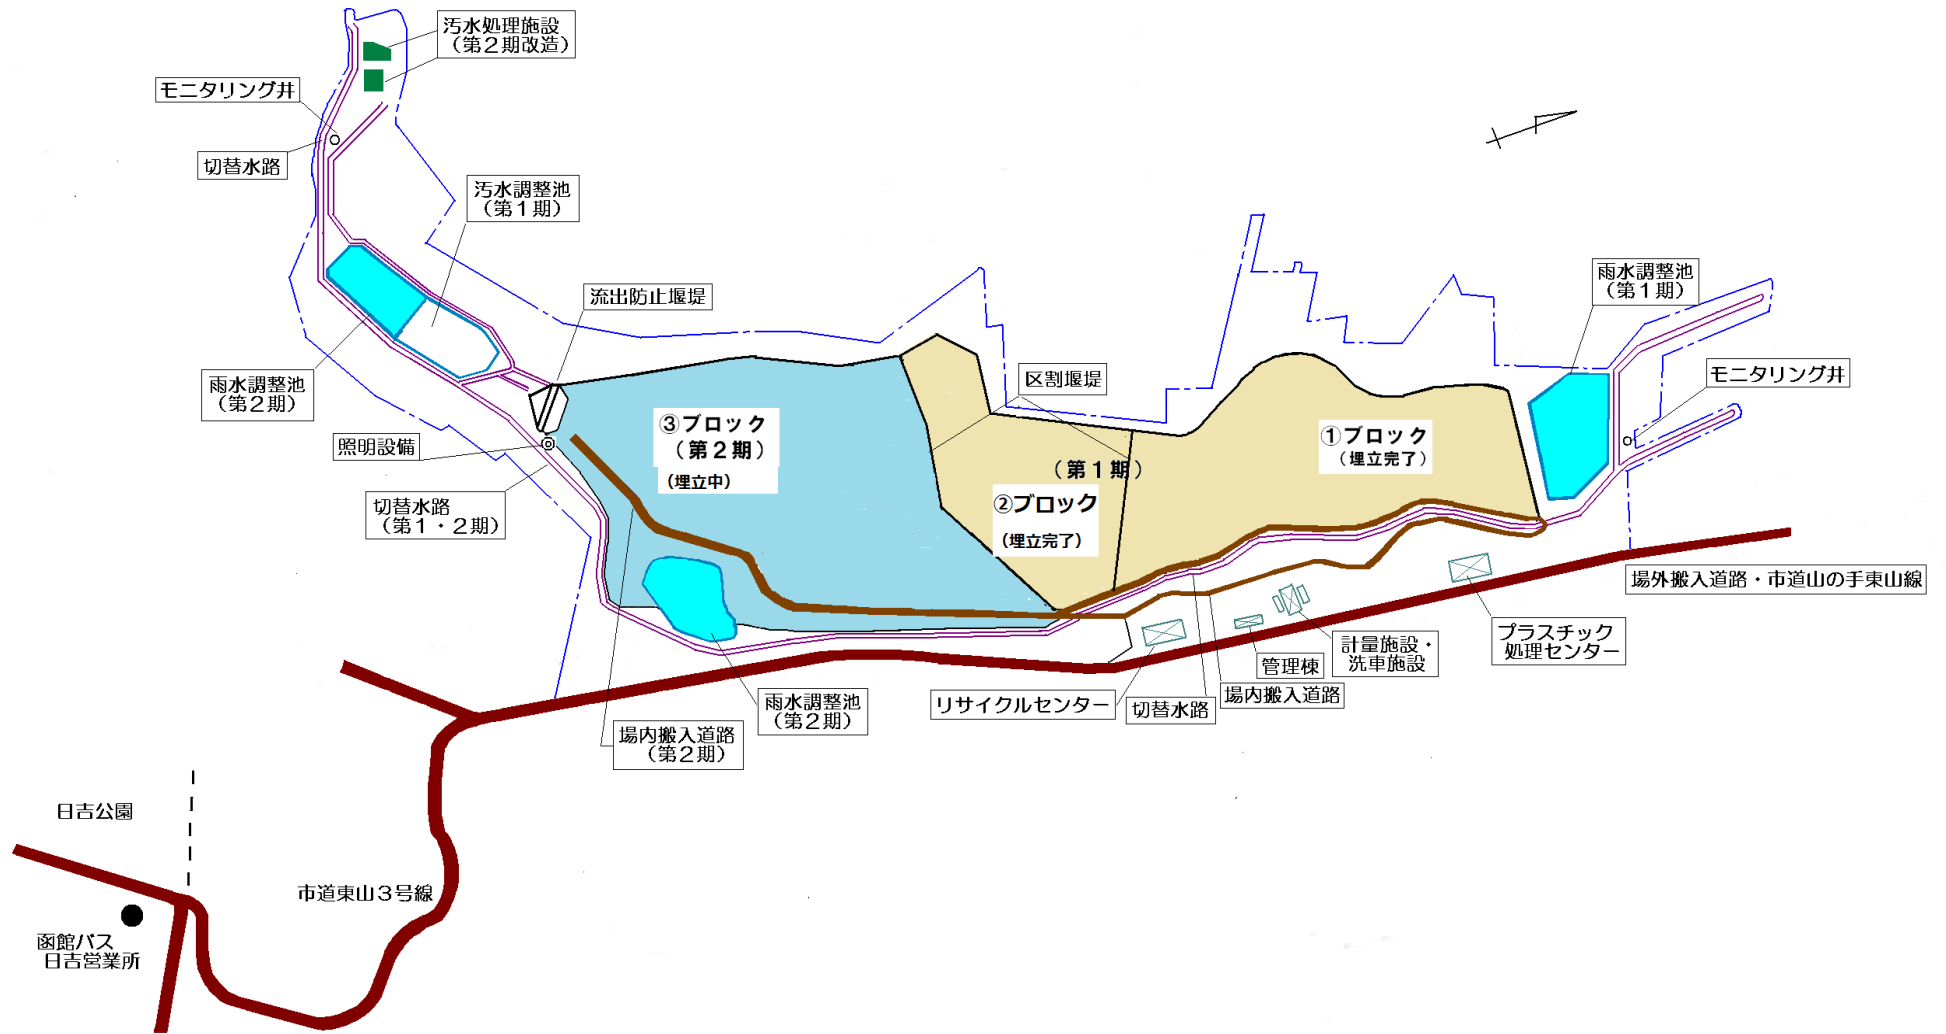 汚水処理施設
（第２期改造）
モニタリング井
切替水路
汚水調整池
（第１期）
流出防止堰堤
雨水調整池
（第１期）
区割堰堤
モニタリング井
雨水調整池
（第２期）
③ブロック
（第２期）
（埋立中）
①ブロック
（埋立完了）
照明設備
（第１期）
②ブロック
（埋立完了）
切替水路
（第１・２期）
場外搬入道路・市道山の手東山線
プラスチック
処理センター
計量施設・
洗車施設
管理棟
場内搬入道路
リサイクルセンター
切替水路
雨水調整池
（第２期）
場内搬入道路
（第２期）
日吉公園
市道東山３号線
函館バス
日吉営業所